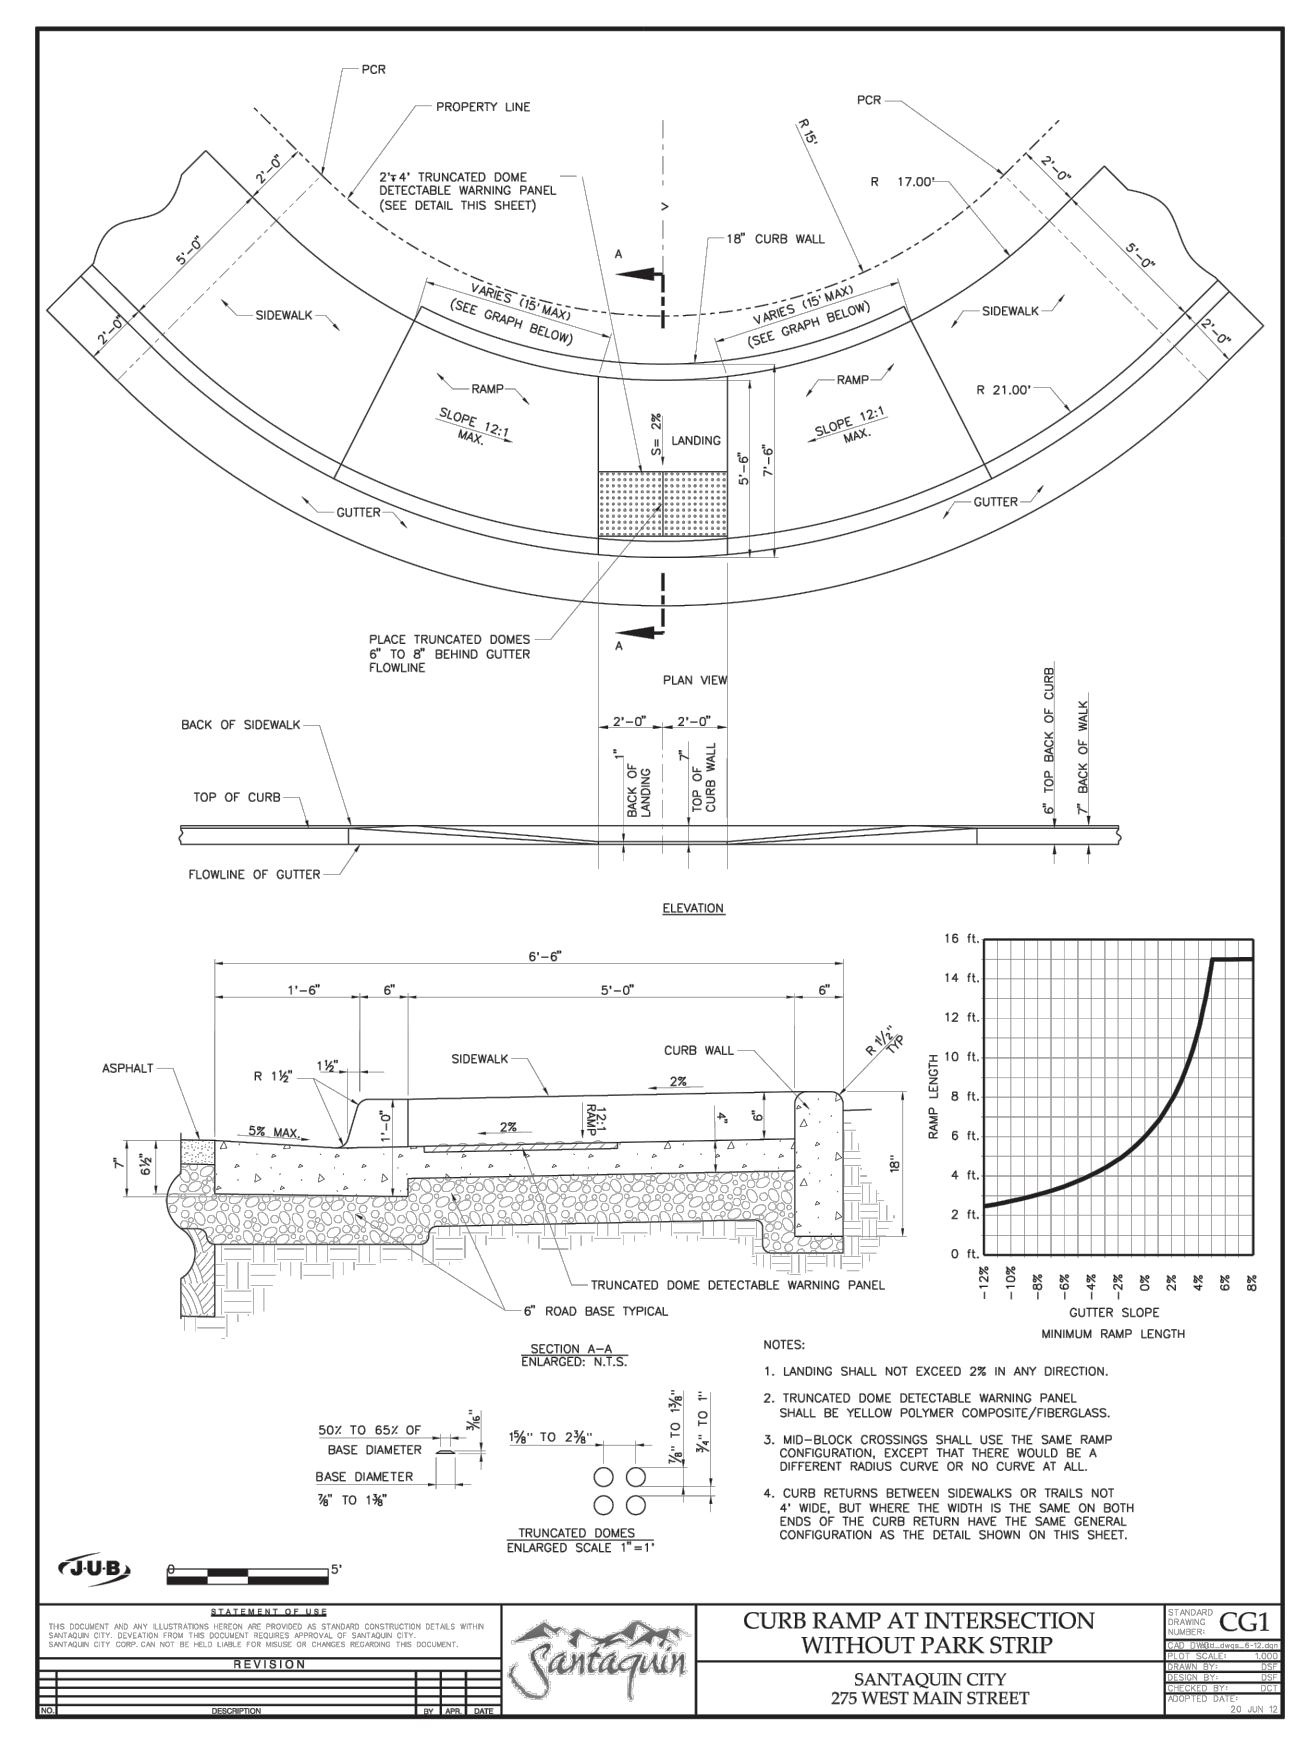 PCR
PROPERTY LINE
PCR
R 15'
2'-0"
2'-0"
2' 4' TRUNCATED DOME
DETECTABLE WARNING PANEL
(SEE DETAIL THIS SHEET)
R 17.00'
18" CURB WALL
A
5'-0"
5'-0"
VARIES (15' MAX)
(SEE GRAPH BELOW)
VARIES (15' MAX)
(SEE GRAPH BELOW)
SIDEWALK
SIDEWALK
2'-0"
2'-0"
RAMP
RAMP
R 21.00'
SLOPE 12:1
MAX.
SLOPE 12:1
MAX.
S= 2%
LANDING
5'-6"
7'-6"
GUTTER
GUTTER
PLACE TRUNCATED DOMES
6" TO 8" BEHIND GUTTER
FLOWLINE
A
PLAN VIEW
BACK OF SIDEWALK
2'-0"
2'-0"
1"
BACK OF
LANDING
7"
TOP OF
CURB WALL
6" TOP BACK OF CURB
7" BACK OF WALK
TOP OF CURB
FLOWLINE OF GUTTER
ELEVATION
6'-6"
1'-6"
6"
5'-0"
6"
ASPHALT
R 1½"
1½"
SIDEWALK
CURB WALL
R 1/2"
TYP
2%
5% MAX.
1'-0"
2%
12:1
RAMP
4"
6"
7"
6½"
18"
TRUNCATED DOME DETECTABLE WARNING PANEL
6" ROAD BASE TYPICAL
SECTION A-A
ENLARGED: N.T.S.
16 ft.
14 ft.
12 ft.
10 ft.
8 ft.
6 ft.
4 ft.
2 ft.
0 ft.
RAMP LENGTH
-12%
-10%
-8%
-6%
-4%
-2%
0%
2%
4%
6%
8%
GUTTER SLOPE
MINIMUM RAMP LENGTH
50% TO 65% OF
BASE DIAMETER
3/16"
BASE DIAMETER
⅞" TO 1⅜"
1⅝" TO 2⅜"
⅞" TO 1⅜"
¾" TO 1"
TRUNCATED DOMES
ENLARGED SCALE 1"=1'
NOTES:
1. LANDING SHALL NOT EXCEED 2% IN ANY DIRECTION.
2. TRUNCATED DOME DETECTABLE WARNING PANEL
SHALL BE YELLOW POLYMER COMPOSITE/FIBERGLASS.
3. MID-BLOCK CROSSINGS SHALL USE THE SAME RAMP
CONFIGURATION, EXCEPT THAT THERE WOULD BE A
DIFFERENT RADIUS CURVE OR NO CURVE AT ALL.
4. CURB RETURNS BETWEEN SIDEWALKS OR TRAILS NOT
4' WIDE, BUT WHERE THE WIDTH IS THE SAME ON BOTH
ENDS OF THE CURB RETURN HAVE THE SAME GENERAL
CONFIGURATION AS THE DETAIL SHOWN ON THIS SHEET.
J-U-B
0
5'
STATEMENT OF USE
THIS DOCUMENT AND ANY ILLUSTRATIONS HEREON ARE PROVIDED AS STANDARD CONSTRUCTION DETAILS WITHIN
SANTAQUIN CITY. DEVEATION FROM THIS DOCUMENT REQUIRES APPROVAL OF SANTAQUIN CITY.
SANTAQUIN CITY CORP. CAN NOT BE HELD LIABLE FOR MISUSE OR CHANGES REGARDING THIS DOCUMENT.
REVISION
NO.
DESCRIPTION
BY
APR.
DATE
Santaquin
CURB RAMP AT INTERSECTION
WITHOUT PARK STRIP
SANTAQUIN CITY
275 WEST MAIN STREET
STANDARD
DRAWING
NUMBER:
CG1
PLOT SCALE: 1.000
DRAWN BY: DSF
DESIGN BY: DSF
CHECKED BY: DCT
ADOPTED DATE:
20 JUN 12